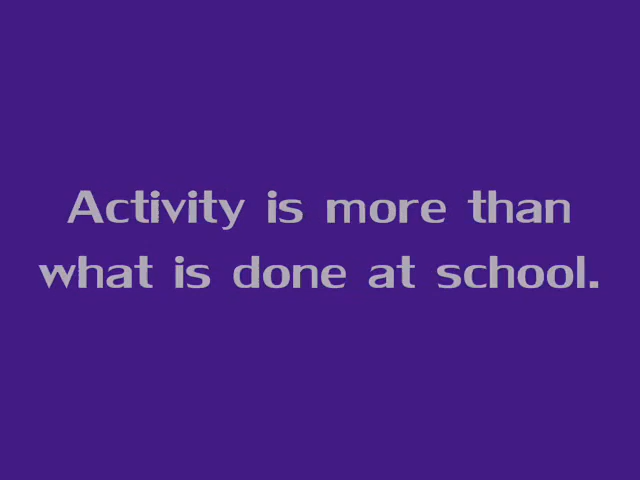 Activity is more than
what is done at school.